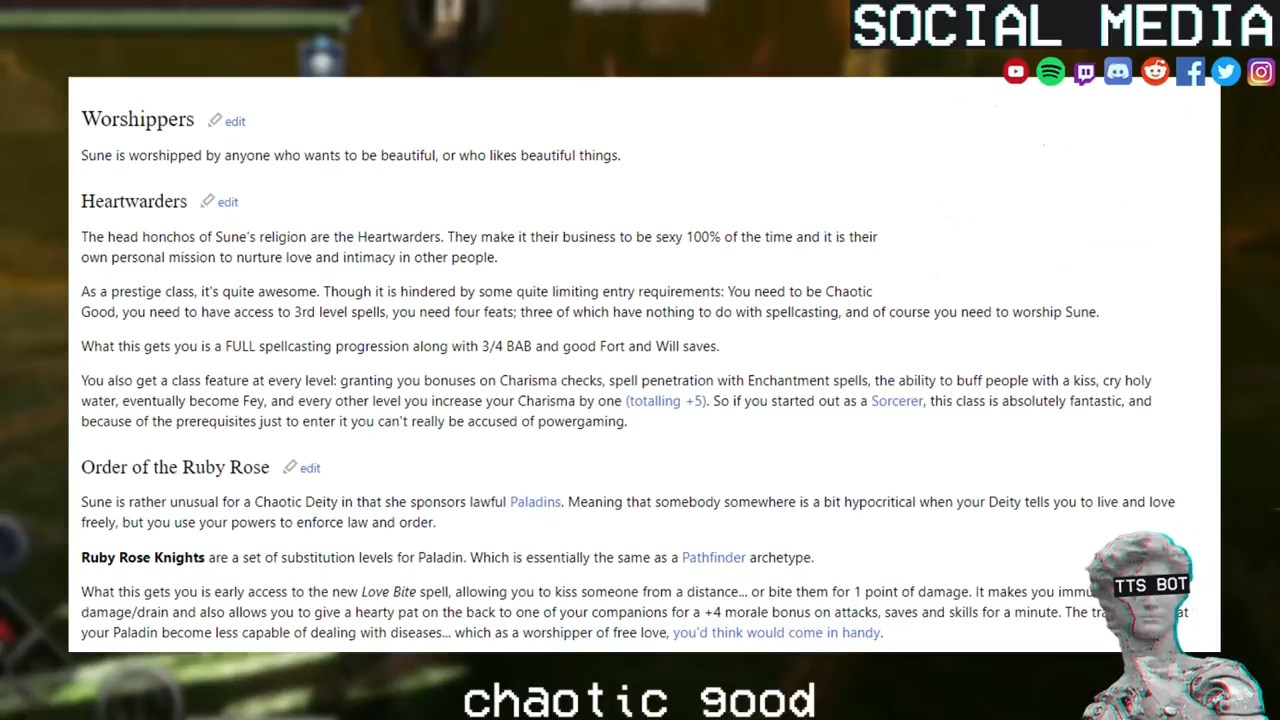 SOCIAL MEDIA
Worshippers edit
Sune is worshipped by anyone who wants to be beautiful, or who likes beautiful things.
Heartwarders edit
The head honchos of Sune's religion are the Heartwarders. They make it their business to be sexy 100% of the time and it is their
own personal mission to nurture love and intimacy in other people.
As a prestige class, it's quite awesome. Though it is hindered by some quite limiting entry requirements: You need to be Chaotic
Good, you need to have access to 3rd level spells, you need four feats; three of which have nothing to do with spellcasting, and of course you need to worship Sune.
What this gets you is a FULL spellcasting progression along with 3/4 BAB and good Fort and Will saves.
You also get a class feature at every level: granting you bonuses on Charisma checks, spell penetration with Enchantment spells, the ability to buff people with a kiss, cry holy
water, eventually become Fey, and every other level you increase your Charisma by one (totalling +5). So if you started out as a Sorcerer, this class is absolutely fantastic, and
because of the prerequisites just to enter it you can't really be accused of powergaming.
Order of the Ruby Rose edit
Sune is rather unusual for a Chaotic Deity in that she sponsors lawful Paladins. Meaning that somebody somewhere is a bit hypocritical when your Deity tells you to live and love
freely, but you use your powers to enforce law and order.
Ruby Rose Knights are a set of substitution levels for Paladin. Which is essentially the same as a Pathfinder archetype.
What this gets you is early access to the new Love Bite spell, allowing you to kiss someone from a distance... or bite them for 1 point of damage. It makes you
damage/drain and also allows you to give a hearty pat on the back to one of your companions for a +4 morale bonus on attacks, saves and skills for a minute. The
your Paladin become less capable of dealing with diseases... which as a worshipper of free love, you'd think would come in handy.
TTS BOT
chaotic good